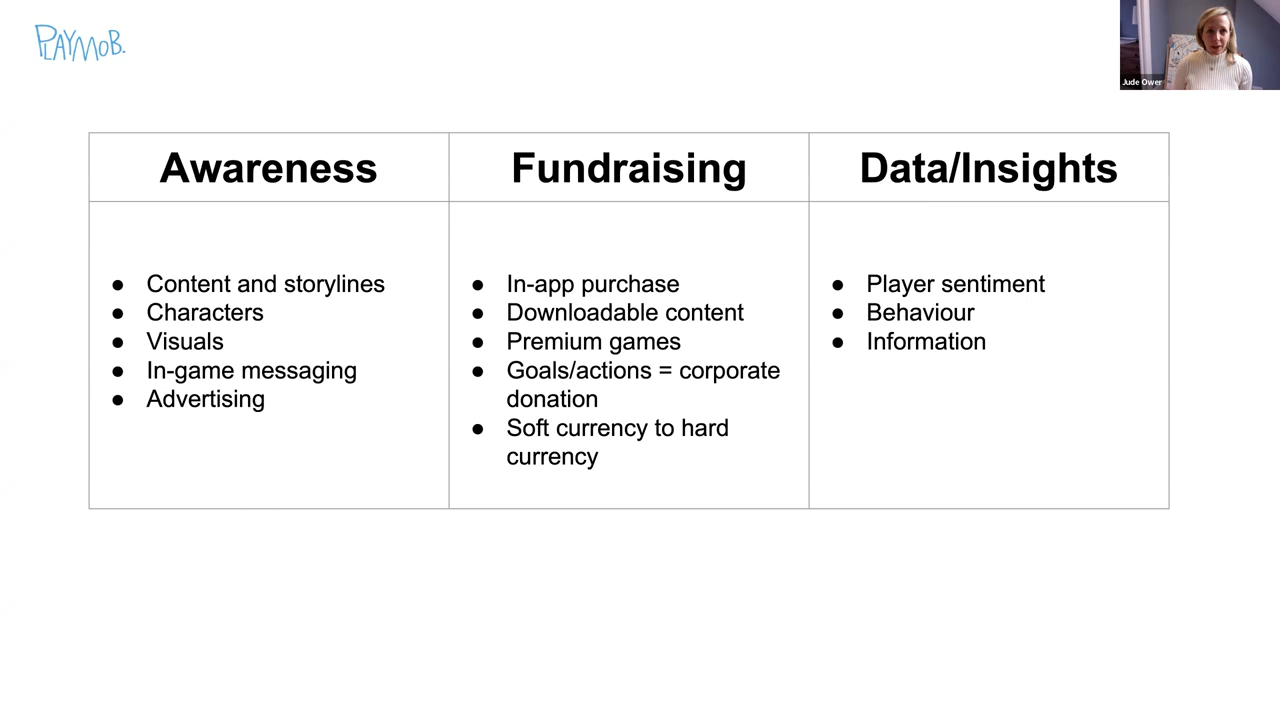 PLAYMOB.
Jude Ower
Awareness
Fundraising
Data/Insights
● Content and storylines
● Characters
● Visuals
● In-game messaging
● Advertising
● In-app purchase
● Downloadable content
● Premium games
● Goals/actions = corporate
donation
● Soft currency to hard
currency
● Player sentiment
● Behaviour
● Information